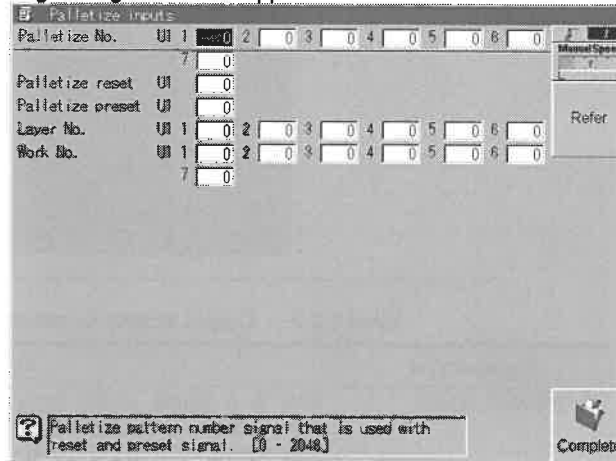 Palletize inputs
Palletize No. UI 1 0 2 0 3 0 4 0 5 0 6 0
7 0
Manual Speed
Palletize reset UI 0
Palletize preset UI 0
Refer
Layer No. UI 1 0 2 0 3 0 4 0 5 0 6 0
Work No. UI 1 0 2 0 3 0 4 0 5 0 6 0
7 0
Palletize pattern number signal that is used with
reset and preset signal. [0 - 2048]
Complete